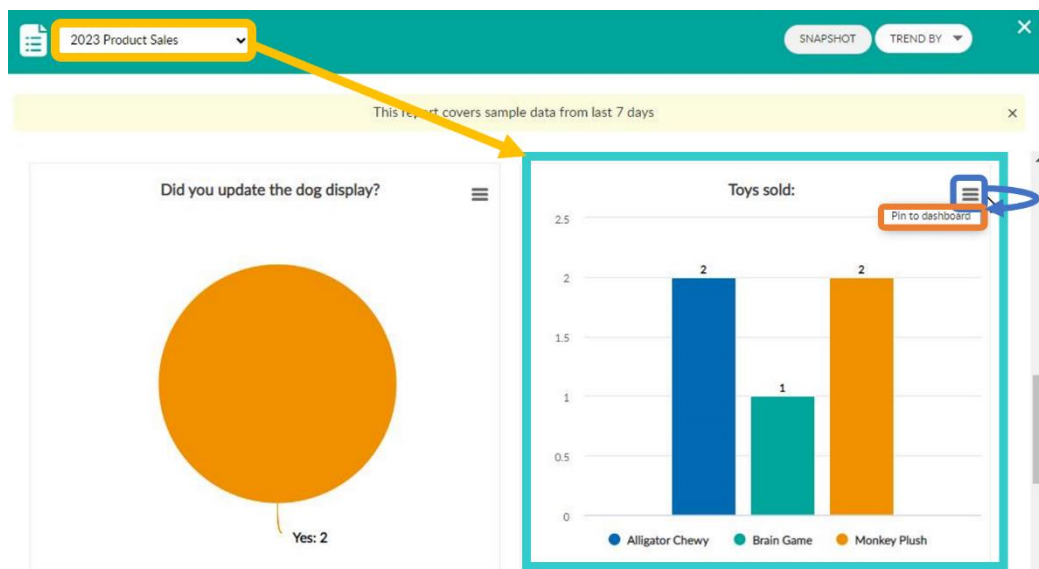 2023 Product Sales
SNAPSHOT
TREND BY
×
This report covers sample data from last 7 days
×
Did you update the dog display?
Yes: 2
Toys sold:
Pin to dashboard
2.5
2
1.5
1
0.5
0
2
1
2
Alligator Chewy
Brain Game
Monkey Plush